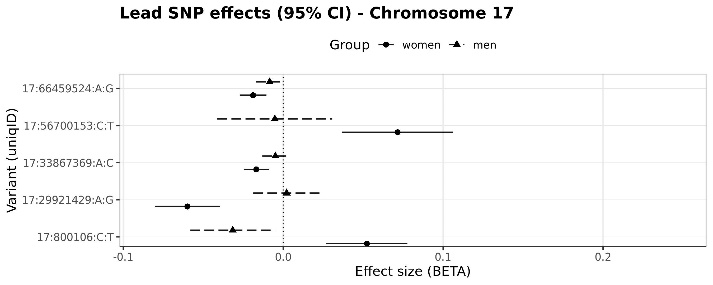 Lead SNP effects (95% CI) - Chromosome 17
Group women men
Variant (uniqID)
17:66459524:A:G
17:56700153:C:T
17:33867369:A:C
17:29921429:A:G
17:800106:C:T
-0.1 0.0 0.1 0.2
Effect size (BETA)